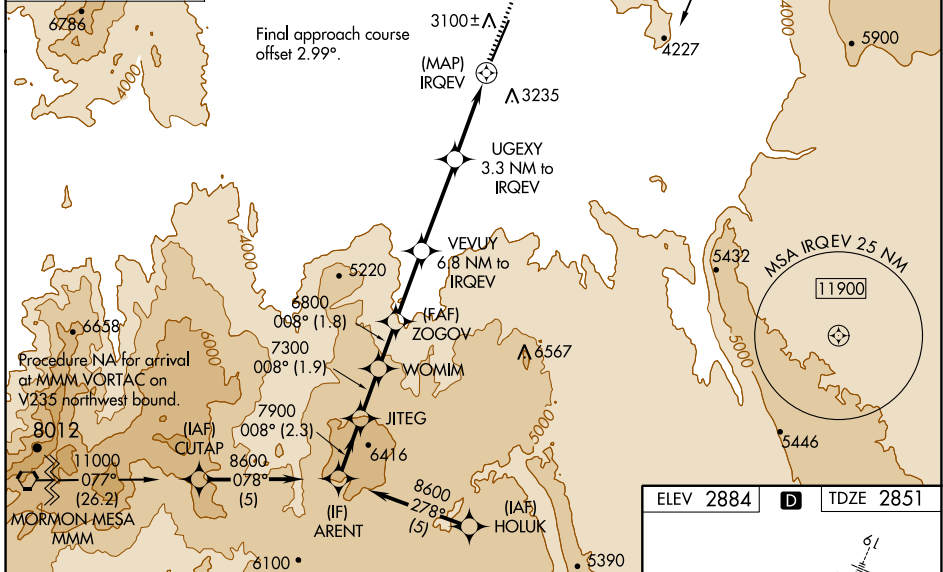 6786
4000
Final approach course
offset 2.99°.
3100±
4227
4000
5900
(MAP)
IRQEV
3235
UGEXY
3.3 NM to
IRQEV
4000
VEVUY
6.8 NM to
IRQEV
5432
MSA IRQEV 25 NM
11900
5220
6800
008° (1.8)
(FAF)
ZOGOV
6658
6000
7300
008° (1.9)
WOMIM
6567
5000
Procedure NA for arrival
at MMM VORTAC on
V235 northwest bound.
8012
7900
008° (2.3)
JITEG
6416
5000
5446
(IAF)
CUTAP
11000
077°
(26.2)
8600
078°
(5)
8600
278°
(5)
(IAF)
HOLUK
MORMON MESA
MMM
(IF)
ARENT
6100
5390
ELEV 2884
D
TDZE 2851
19